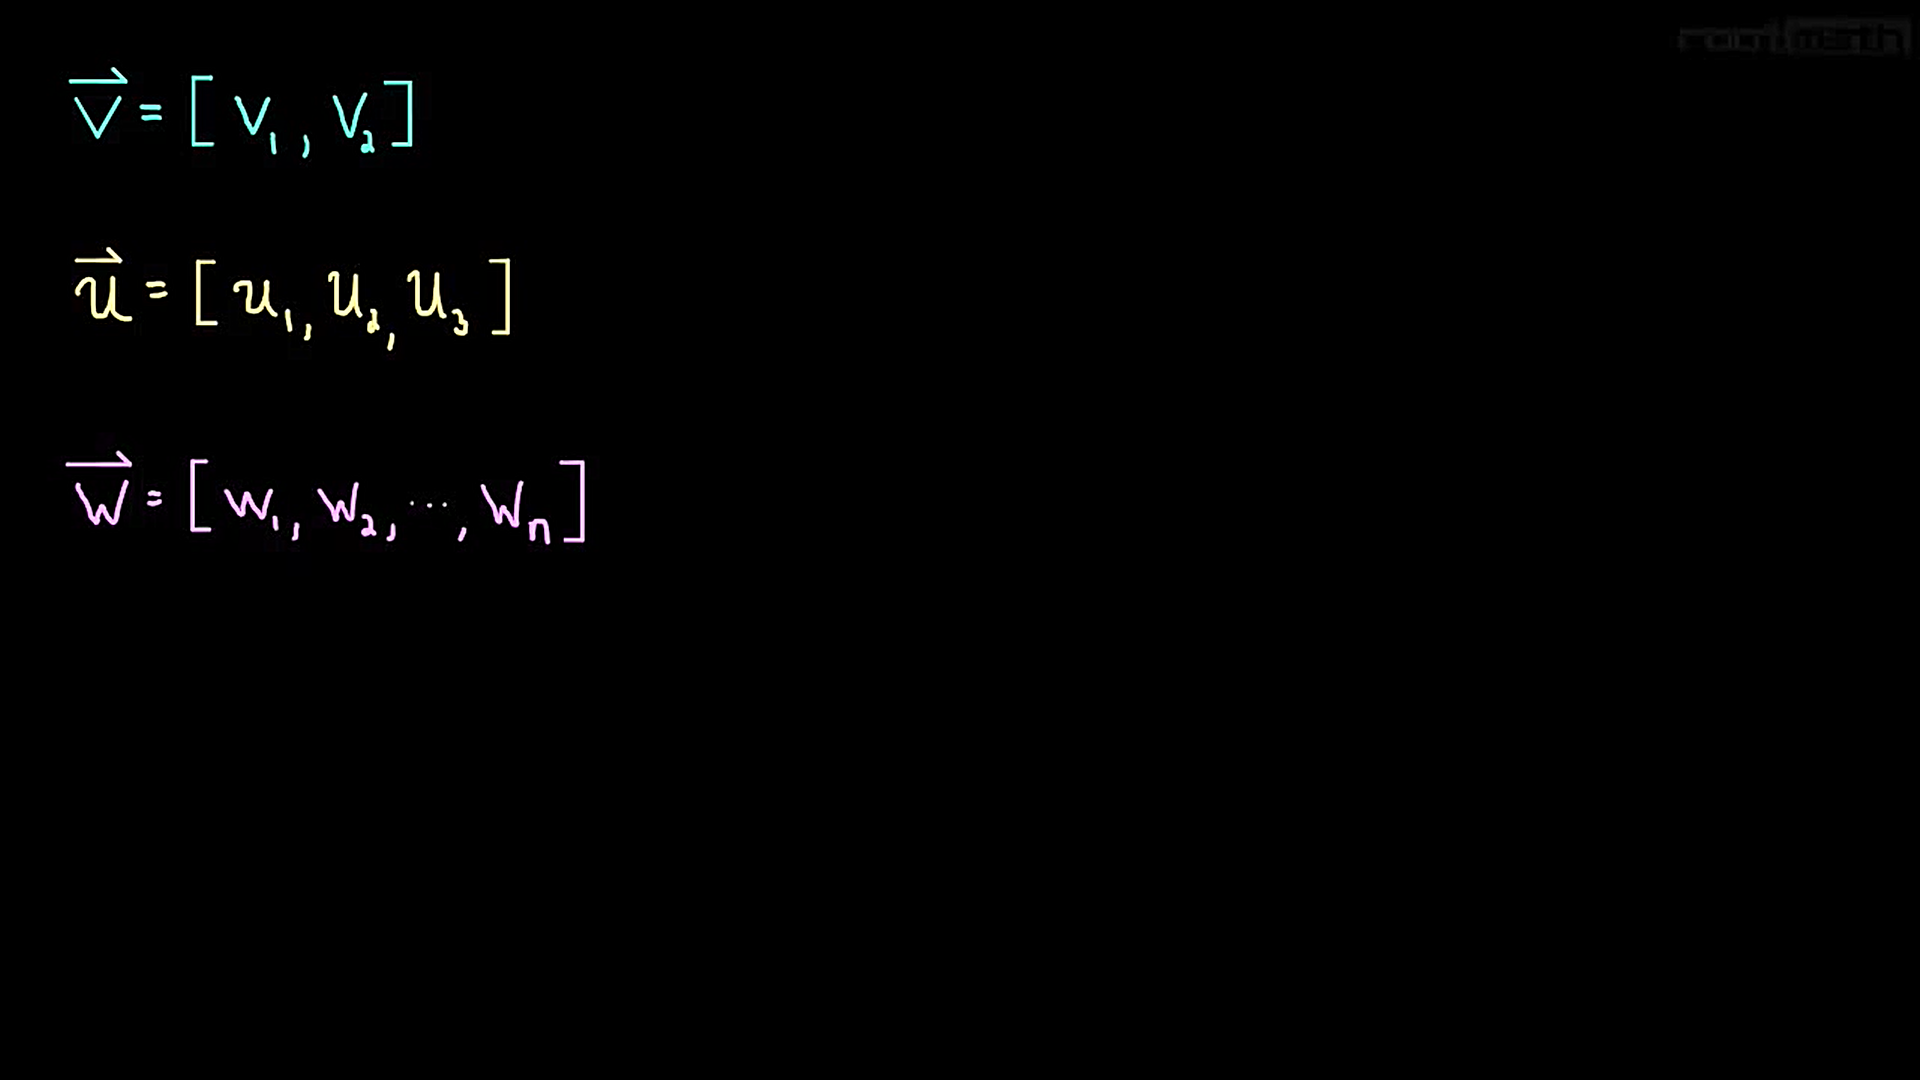 v⃗ = [ v₁ , v₂ ]
u⃗ = [ u₁, u₂, u₃ ]
w⃗ = [ w₁, w₂, ⋯, wₙ ]